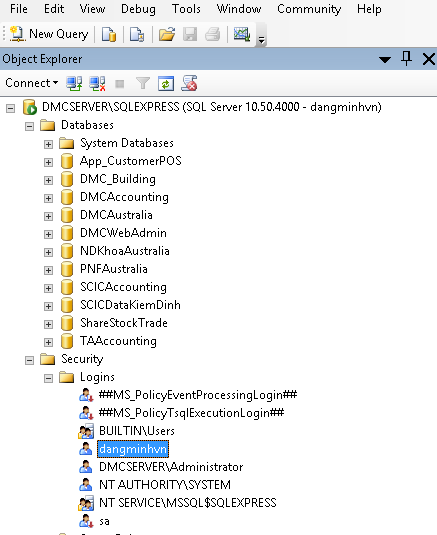 File Edit View Debug Tools Window Community Help
New Query
Object Explorer
Connect
DMCSERVER\SQLEXPRESS (SQL Server 10.50.4000 - dangminhvn)
Databases
System Databases
App_CustomerPOS
DMC_Building
DMCAccounting
DMCAustralia
DMCWebAdmin
NDKhoaAustralia
PNFAustralia
SCICAccounting
SCICDataKiemDinh
ShareStockTrade
TAAccounting
Security
Logins
##MS_PolicyEventProcessingLogin##
##MS_PolicyTsqlExecutionLogin##
BUILTIN\Users
dangminhvn
DMCSERVER\Administrator
NT AUTHORITY\SYSTEM
NT SERVICE\MSSQL$SQLEXPRESS
sa